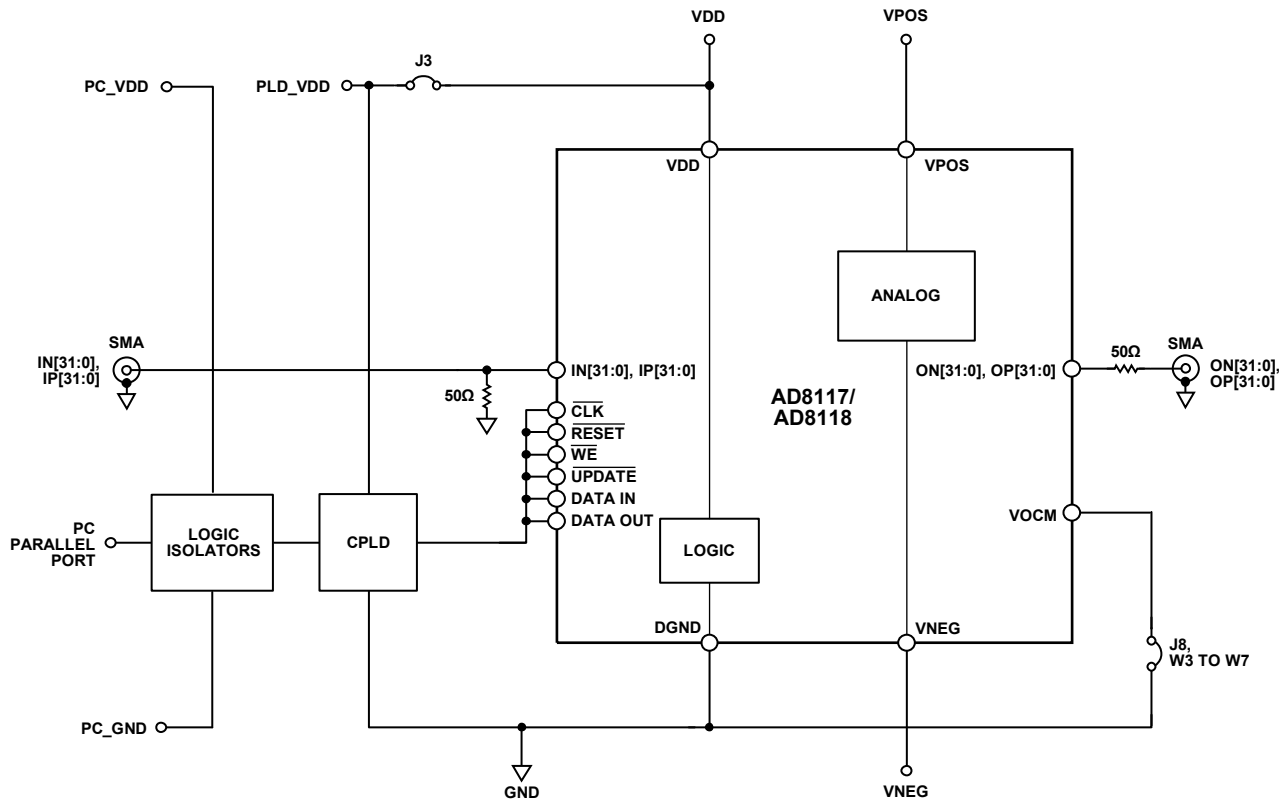 VDD
VPOS
J3
PC_VDD
PLD_VDD
VDD
VPOS
ANALOG
SMA
IN[31:0],
IP[31:0]
50Ω
IN[31:0], IP[31:0]
CLK
RESET
WE
UPDATE
DATA IN
DATA OUT
AD8117/
AD8118
ON[31:0], OP[31:0]
50Ω
SMA
ON[31:0],
OP[31:0]
PC
PARALLEL
PORT
LOGIC
ISOLATORS
CPLD
LOGIC
VOCM
DGND
VNEG
J8,
W3 TO W7
PC_GND
GND
VNEG